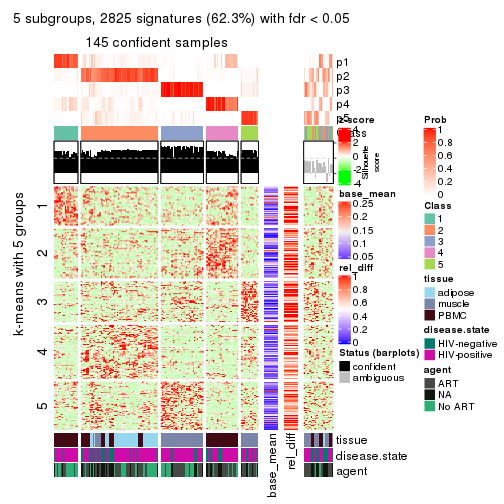 5 subgroups, 2825 signatures (62.3%) with fdr < 0.05
145 confident samples
p1
p2
p3
p4
p5
Class
Silhouette
score
k-means with 5 groups
1
2
3
4
5
base_mean
rel_diff
tissue
disease.state
agent
z-score
4
2
0
-2
-4
base_mean
0.25
0.2
0.15
0.1
0.05
rel_diff
1
0.8
0.6
0.4
0.2
0
Status (barplots)
confident
ambiguous
Prob
1
0.8
0.6
0.4
0.2
0
Class
1
2
3
4
5
tissue
adipose
muscle
PBMC
disease.state
HIV-negative
HIV-positive
agent
ART
NA
No ART